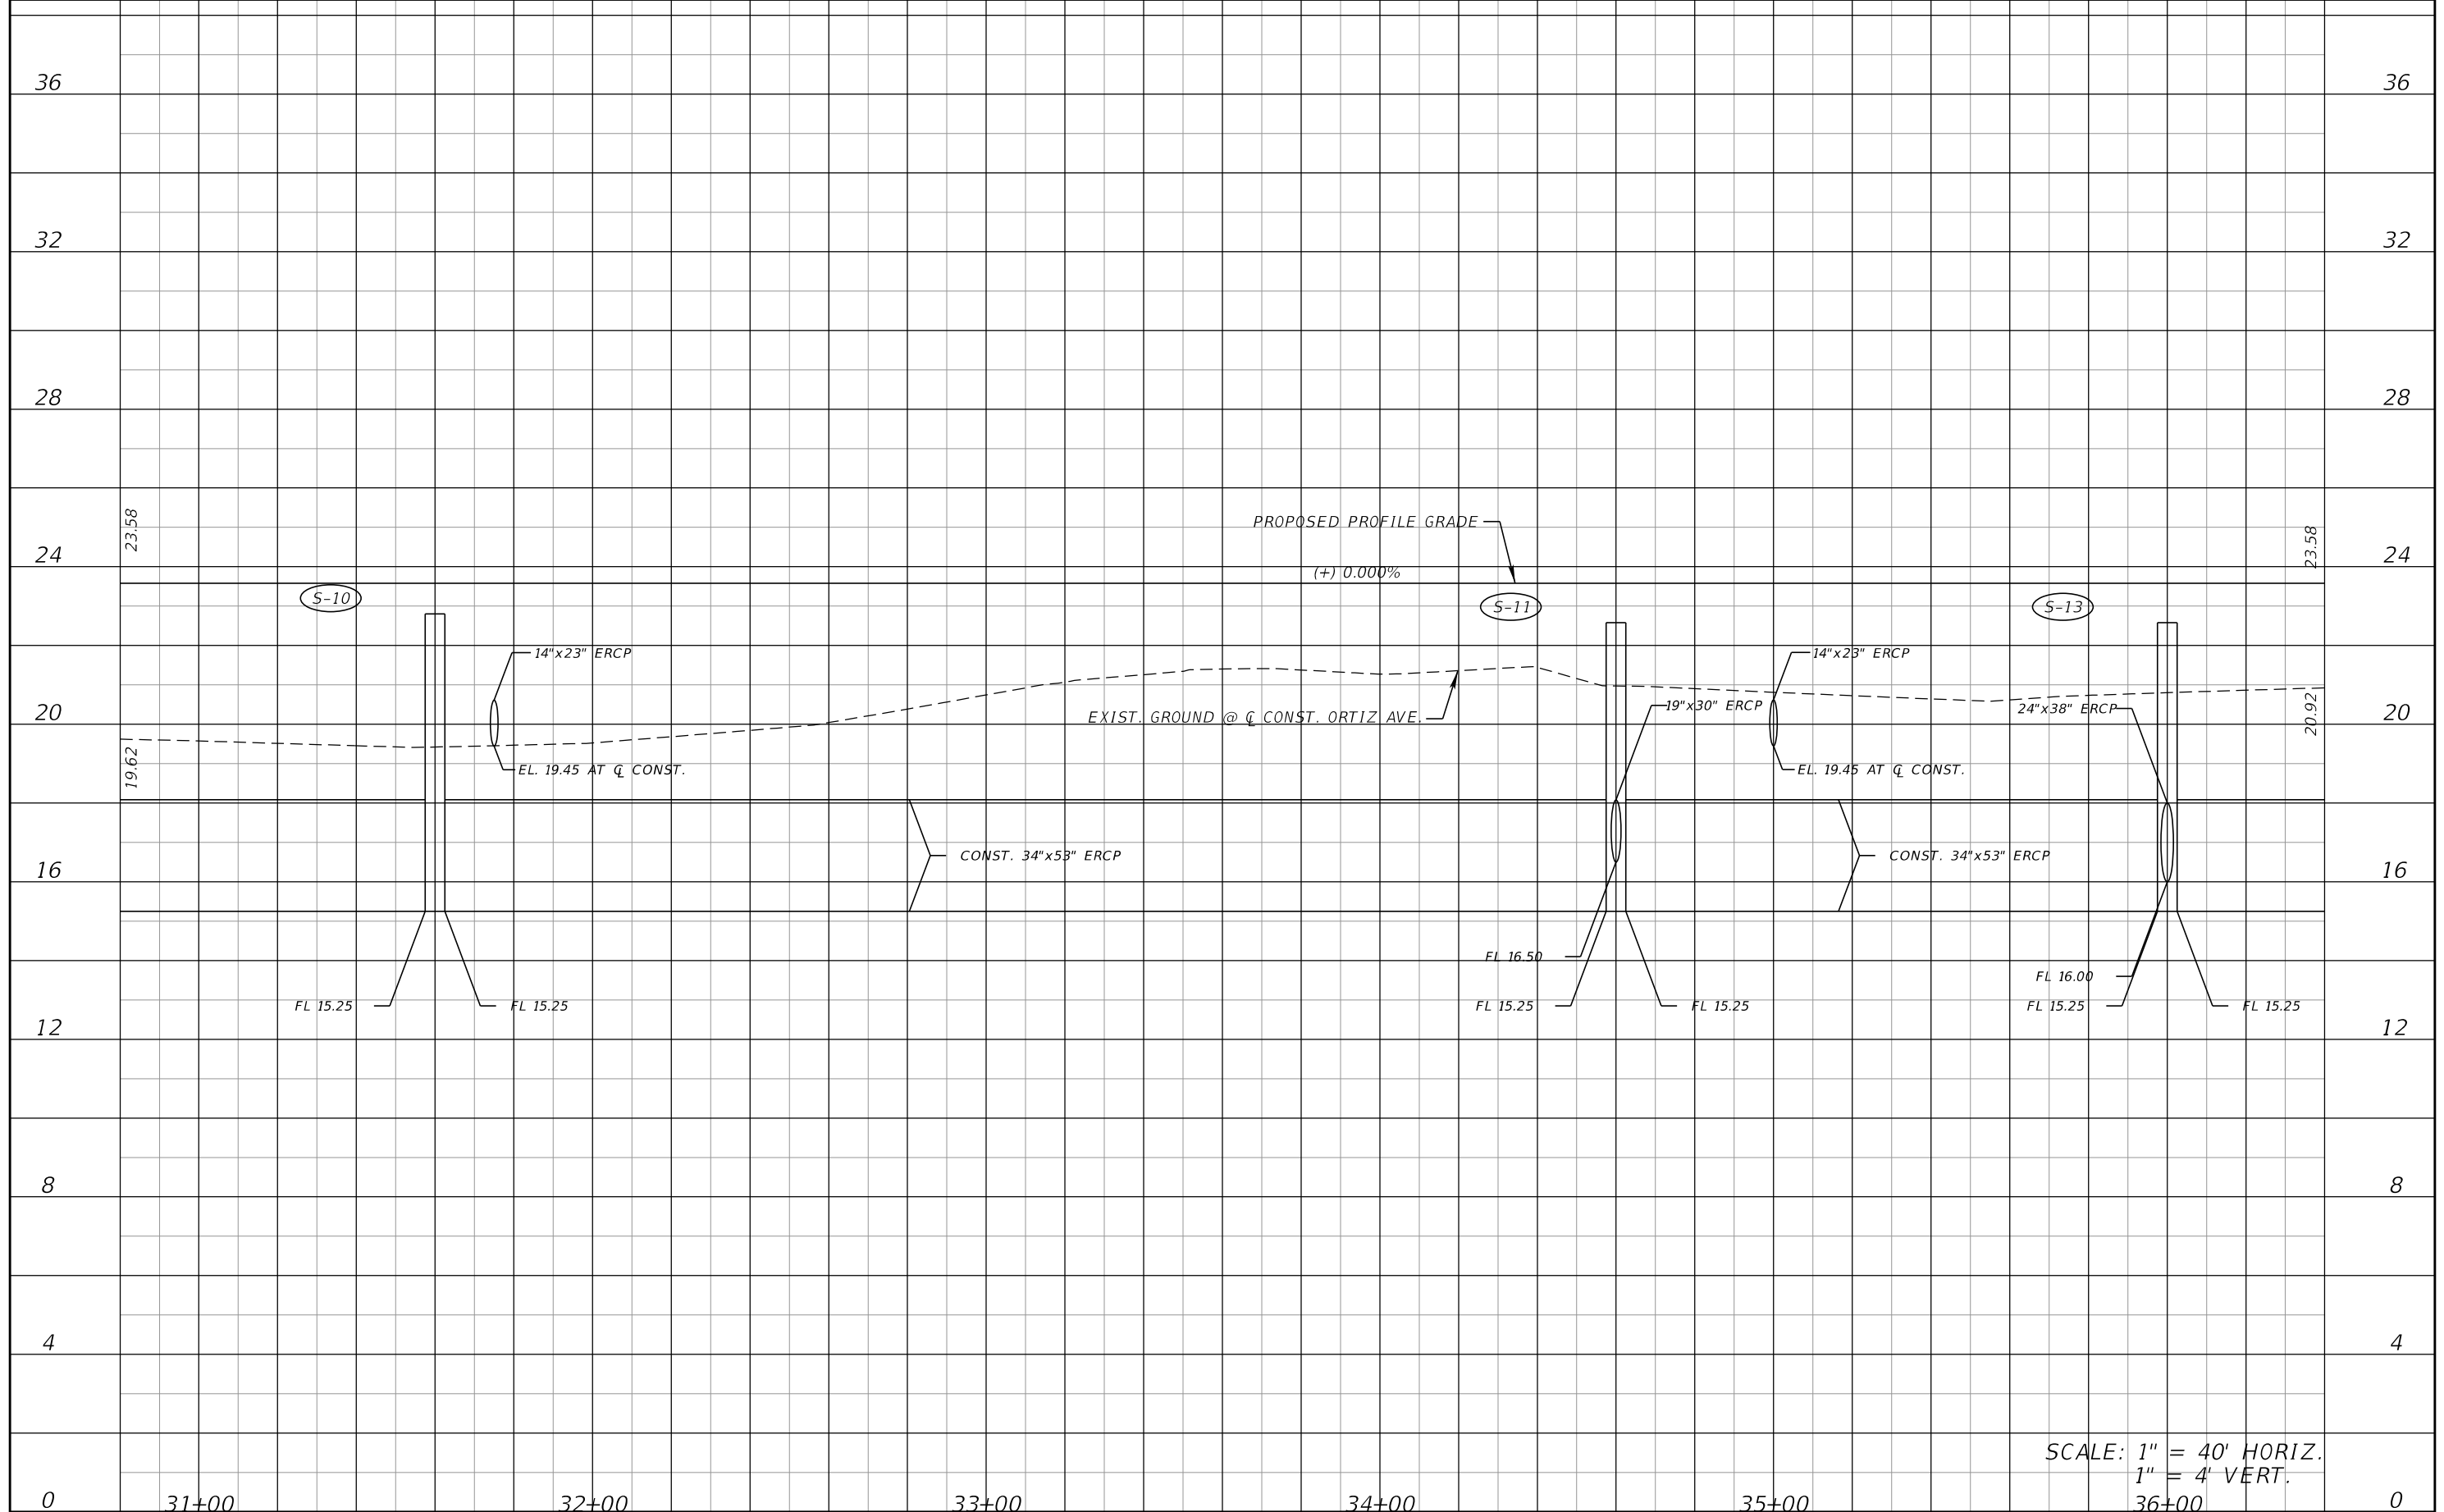 36 36
32 32
28 28
23.58
PROPOSED PROFILE GRADE
23.58
24 24
(+) 0.000%
S-10
S-11
S-13
14"x23" ERCP
14"x23" ERCP
19"x30" ERCP
24"x38" ERCP
20 20
EXIST. GROUND @ ℄ CONST. ORTIZ AVE.
20.92
19.62
EL. 19.45 AT ℄ CONST.
EL. 19.45 AT ℄ CONST.
CONST. 34"x53" ERCP
CONST. 34"x53" ERCP
16 16
FL 16.50
FL 16.00
FL 15.25 FL 15.25
FL 15.25 FL 15.25
FL 15.25 FL 15.25
12 12
8 8
4 4
SCALE: 1" = 40' HORIZ.
1" = 4' VERT.
0 31+00 32+00 33+00 34+00 35+00 36+00 0